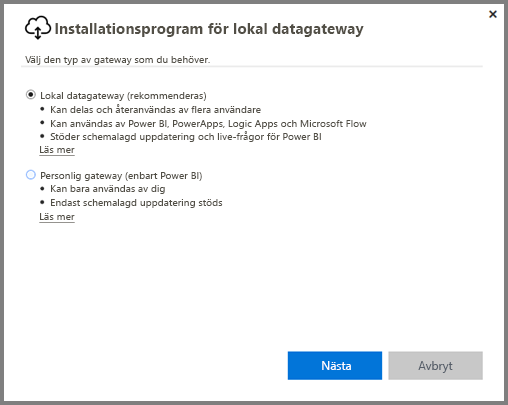 Installationsprogram för lokal datagateway
Välj den typ av gateway som du behöver.
Lokal datagateway (rekommenderas)
• Kan delas och återanvändas av flera användare
• Kan användas av Power BI, PowerApps, Logic Apps och Microsoft Flow
• Stöder schemalagd uppdatering och live-frågor för Power BI
Läs mer
Personlig gateway (enbart Power BI)
• Kan bara användas av dig
• Endast schemalagd uppdatering stöds
Läs mer
Nästa
Avbryt